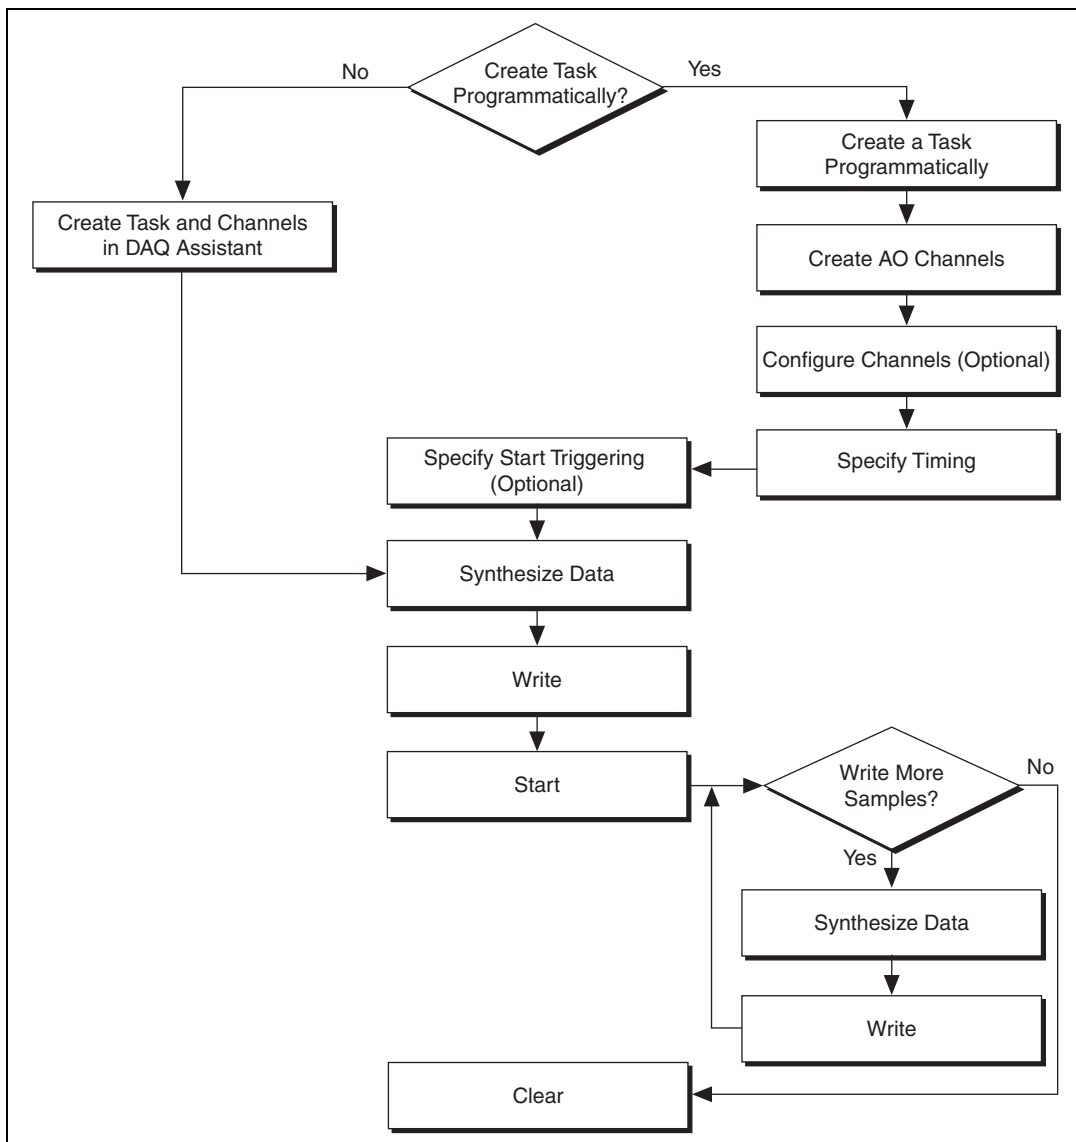 Create Task
Programmatically?
No
Yes
Create a Task
Programmatically
Create Task and Channels
in DAQ Assistant
Create AO Channels
Configure Channels (Optional)
Specify Timing
Specify Start Triggering
(Optional)
Synthesize Data
Write
Start
Write More
Samples?
No
Yes
Synthesize Data
Write
Clear